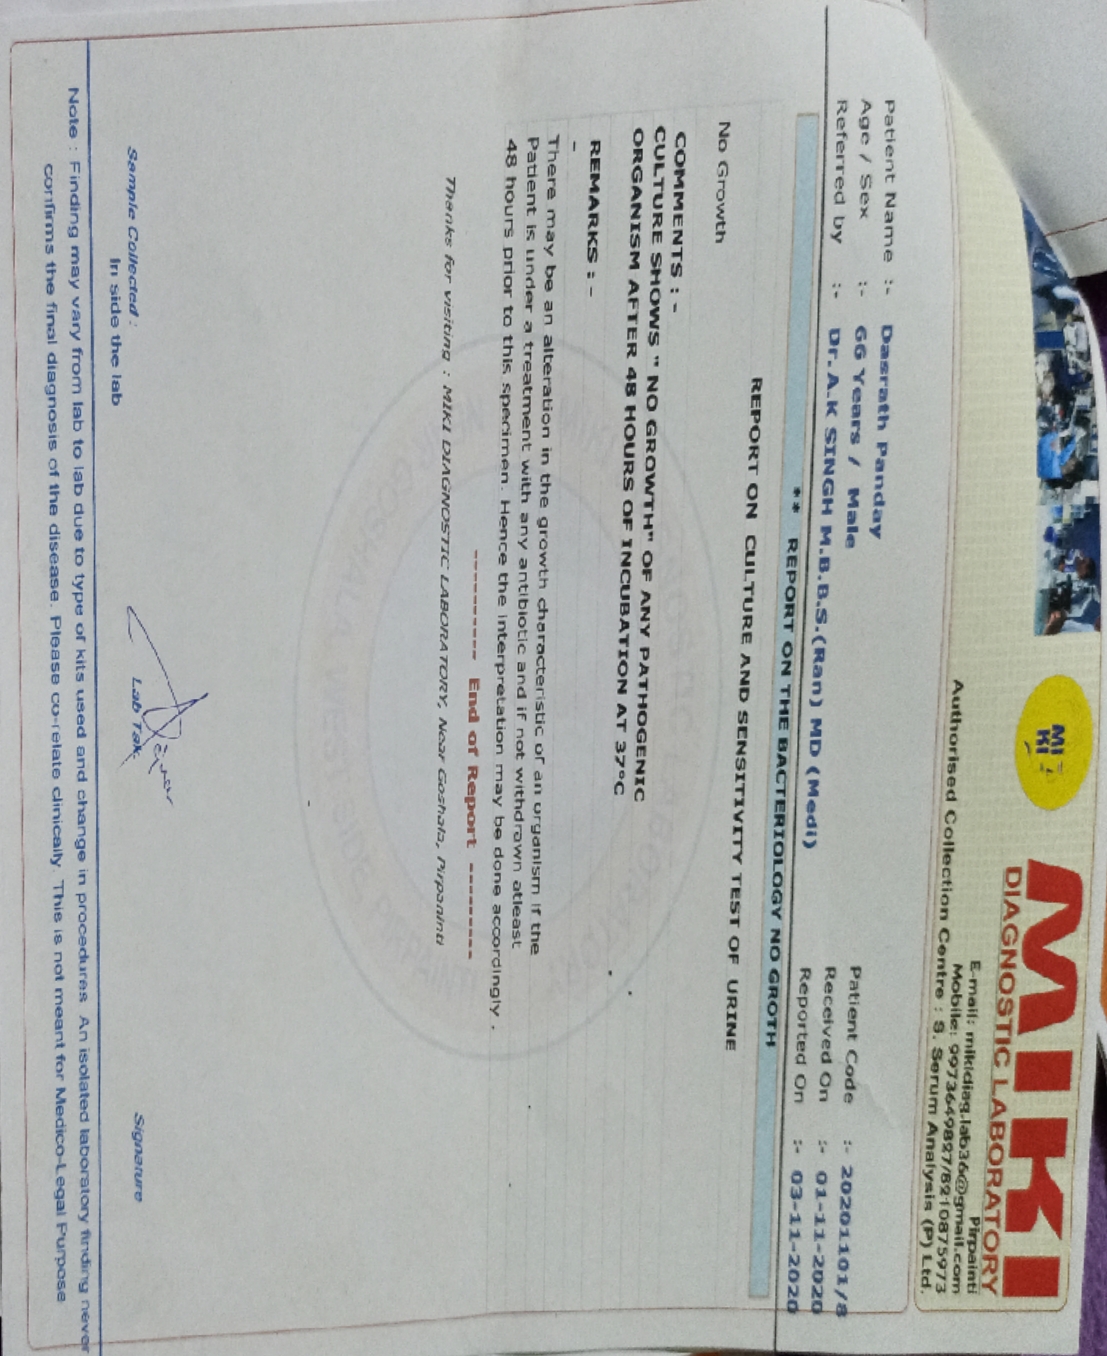 MIKI
DIAGNOSTIC LABORATORY
Pirpainti
E-mail: mikidiag.lab36@gmail.com
Mobile: 9973649827/8210875973
Authorised Collection Centre : S. Serum Analysis (P) Ltd.
MI
KI
Patient Name :- Dasrath Panday
Age / Sex :- 66 Years / Male
Referred by :- Dr.A.K SINGH M.B.B.S.(Ran) MD (Medi)
Patient Code :- 20201101/8
Received On :- 01-11-2020
Reported On :- 03-11-2020
** REPORT ON THE BACTERIOLOGY NO GROTH
REPORT ON CULTURE AND SENSITIVITY TEST OF URINE
No Growth
COMMENTS : -
CULTURE SHOWS " NO GROWTH" OF ANY PATHOGENIC
ORGANISM AFTER 48 HOURS OF INCUBATION AT 37°C
REMARKS : -
-
There may be an alteration in the growth characteristic of an organism if the
Patient is under a treatment with any antibiotic and if not withdrawn atleast
48 hours prior to this specimen. Hence the interpretation may be done accordingly .
--------- End of Report ---------
Thanks for visiting : MIKI DIAGNOSTIC LABORATORY, Near Goshala, Pirpainti
Sample Collected :
In side the lab
Lab Tak.
Signature
Note : Finding may vary from lab to lab due to type of kits used and change in procedures. An isolated laboratory finding never
confirms the final diagnosis of the disease. Please co-relate clinically. This is not meant for Medico-Legal Purpose